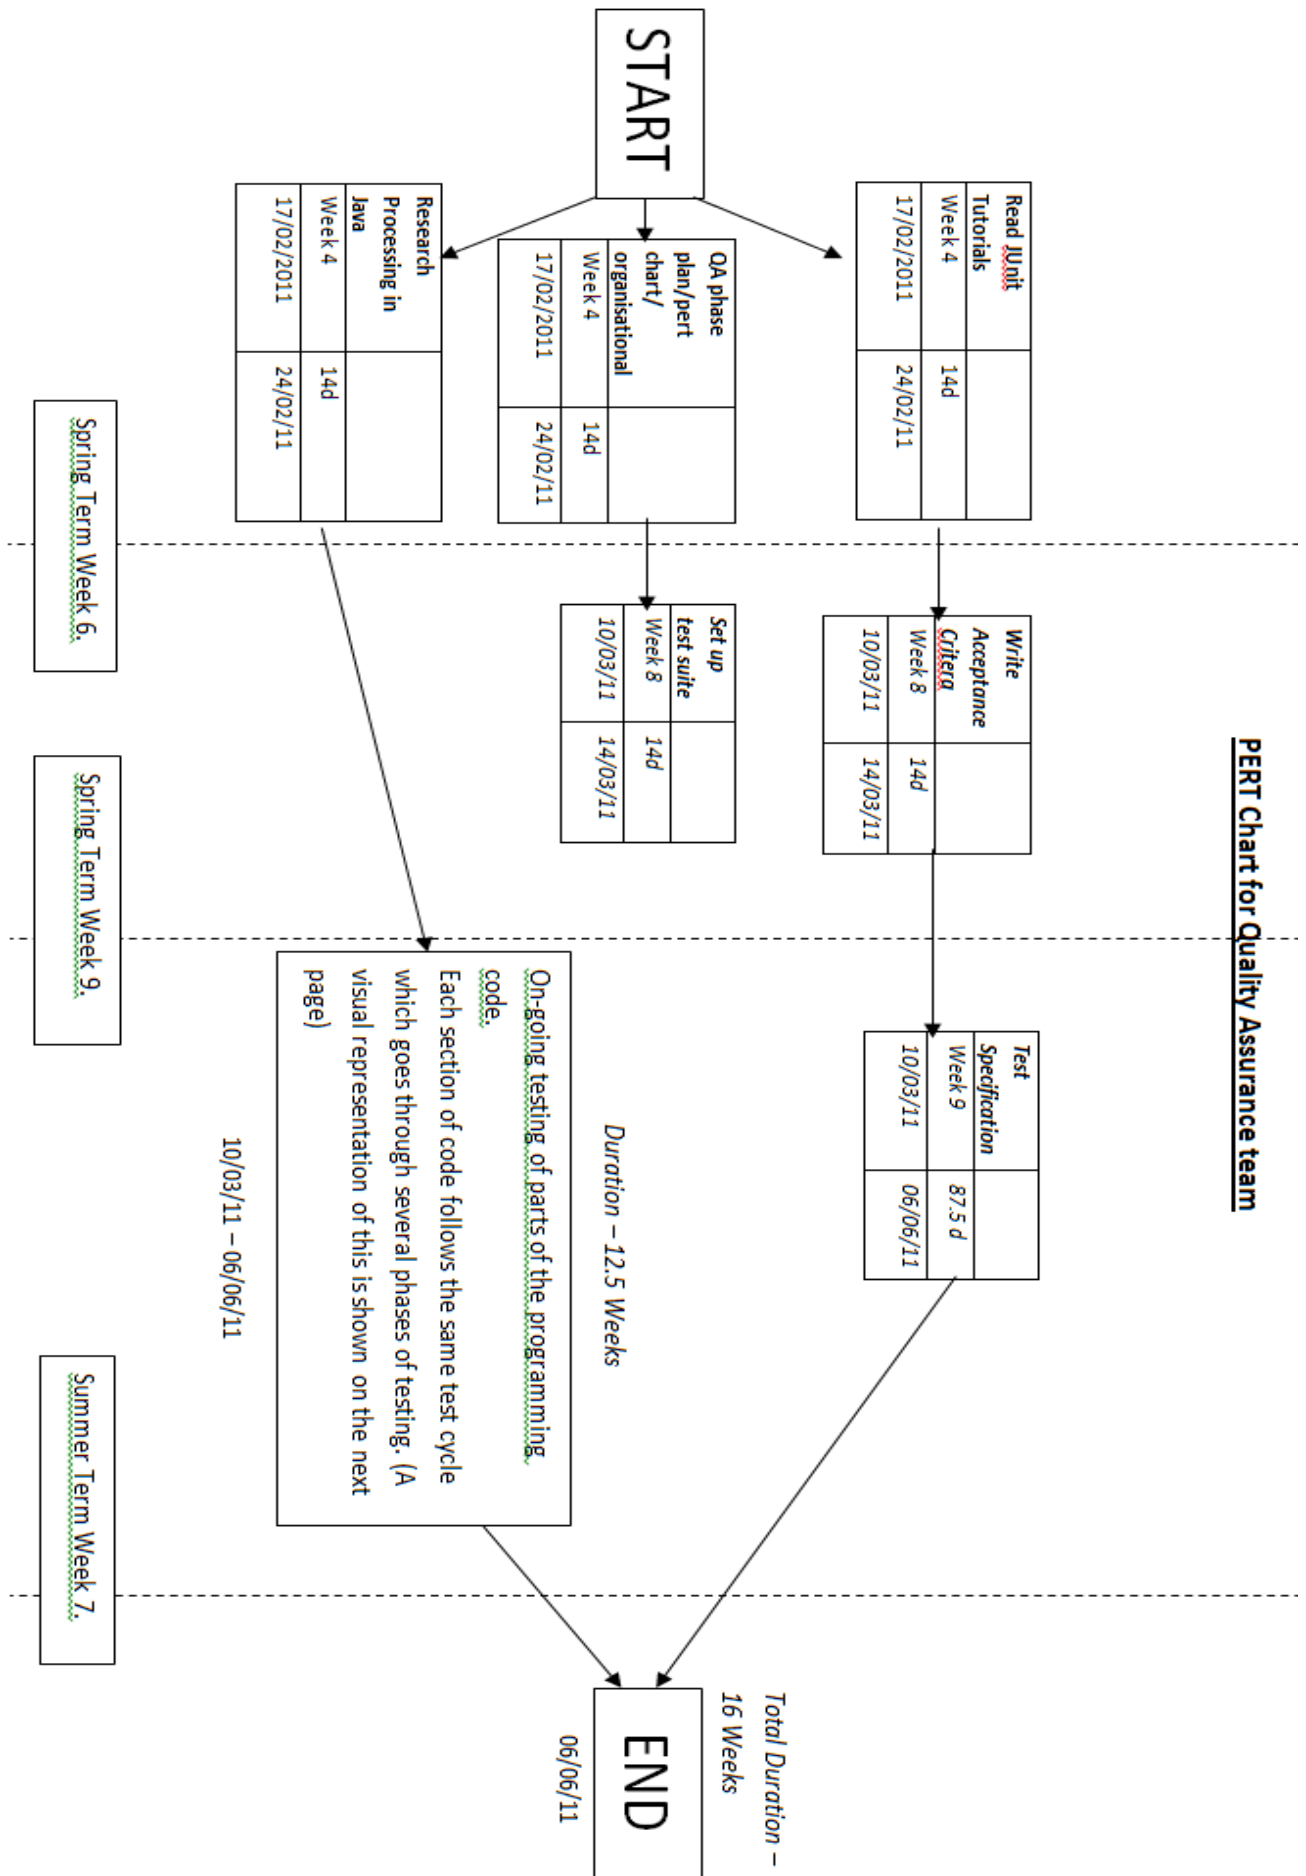 PERT Chart for Quality Assurance team
START
Read JUnit
Tutorials
Week 4
14d
17/02/2011
24/02/11
QA phase
plan/pert
chart/
organisational
Week 4
14d
17/02/2011
24/02/11
Research
Processing in
Java
Week 4
14d
17/02/2011
24/02/11
Write
Acceptance
Critera
Week 8
14d
10/03/11
14/03/11
Set up
test suite
Week 8
14d
10/03/11
14/03/11
Test
Specification
Week 9
87.5 d
10/03/11
06/06/11
Duration – 12.5 Weeks
On-going testing of parts of the programming
code.
Each section of code follows the same test cycle
which goes through several phases of testing. (A
visual representation of this is shown on the next
page)
10/03/11 – 06/06/11
Total Duration –
16 Weeks
END
06/06/11
Spring Term Week 6.
Spring Term Week 9.
Summer Term Week 7.